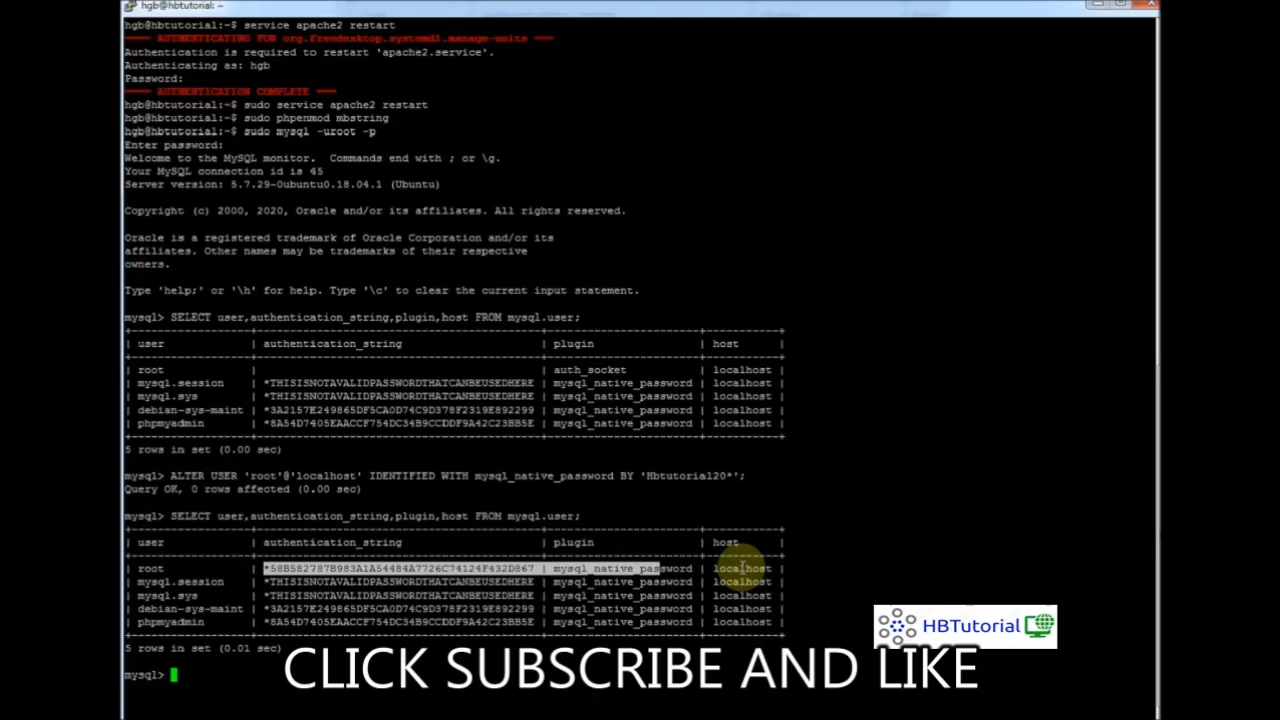 hgb@hbtutorial: ~
hgb@hbtutorial:~$ service apache2 restart
==== AUTHENTICATING FOR org.freedesktop.systemd1.manage-units ===
Authentication is required to restart 'apache2.service'.
Authenticating as: hgb
Password:
==== AUTHENTICATION COMPLETE ===
hgb@hbtutorial:~$ sudo service apache2 restart
hgb@hbtutorial:~$ sudo phpenmod mbstring
hgb@hbtutorial:~$ sudo mysql -uroot -p
Enter password:
Welcome to the MySQL monitor.  Commands end with ; or \g.
Your MySQL connection id is 45
Server version: 5.7.29-0ubuntu0.18.04.1 (Ubuntu)
Copyright (c) 2000, 2020, Oracle and/or its affiliates. All rights reserved.
Oracle is a registered trademark of Oracle Corporation and/or its
affiliates. Other names may be trademarks of their respective
owners.
Type 'help;' or '\h' for help. Type '\c' to clear the current input statement.
mysql> SELECT user,authentication_string,plugin,host FROM mysql.user;
| user | authentication_string | plugin | host |
| root | | auth_socket | localhost |
| mysql.session | *THISISNOTAVALIDPASSWORDTHATCANBEUSEDHERE | mysql_native_password | localhost |
| mysql.sys | *THISISNOTAVALIDPASSWORDTHATCANBEUSEDHERE | mysql_native_password | localhost |
| debian-sys-maint | *3A2157E249865DF5CA0D74C9D378F2319E892299 | mysql_native_password | localhost |
| phpmyadmin | *8A54D7405EAACCF754DC34B9CCDDF9A42C23BB5E | mysql_native_password | localhost |
5 rows in set (0.00 sec)
mysql> ALTER USER 'root'@'localhost' IDENTIFIED WITH mysql_native_password BY 'Hbtutorial20*';
Query OK, 0 rows affected (0.00 sec)
mysql> SELECT user,authentication_string,plugin,host FROM mysql.user;
| user | authentication_string | plugin | host |
| root | *58B582787B983A1A54484A7726C74124F432D867 | mysql_native_password | localhost |
| mysql.session | *THISISNOTAVALIDPASSWORDTHATCANBEUSEDHERE | mysql_native_password | localhost |
| mysql.sys | *THISISNOTAVALIDPASSWORDTHATCANBEUSEDHERE | mysql_native_password | localhost |
| debian-sys-maint | *3A2157E249865DF5CA0D74C9D378F2319E892299 | mysql_native_password | localhost |
| phpmyadmin | *8A54D7405EAACCF754DC34B9CCDDF9A42C23BB5E | mysql_native_password | localhost |
5 rows in set (0.01 sec)
mysql>
HBTutorial
CLICK SUBSCRIBE AND LIKE